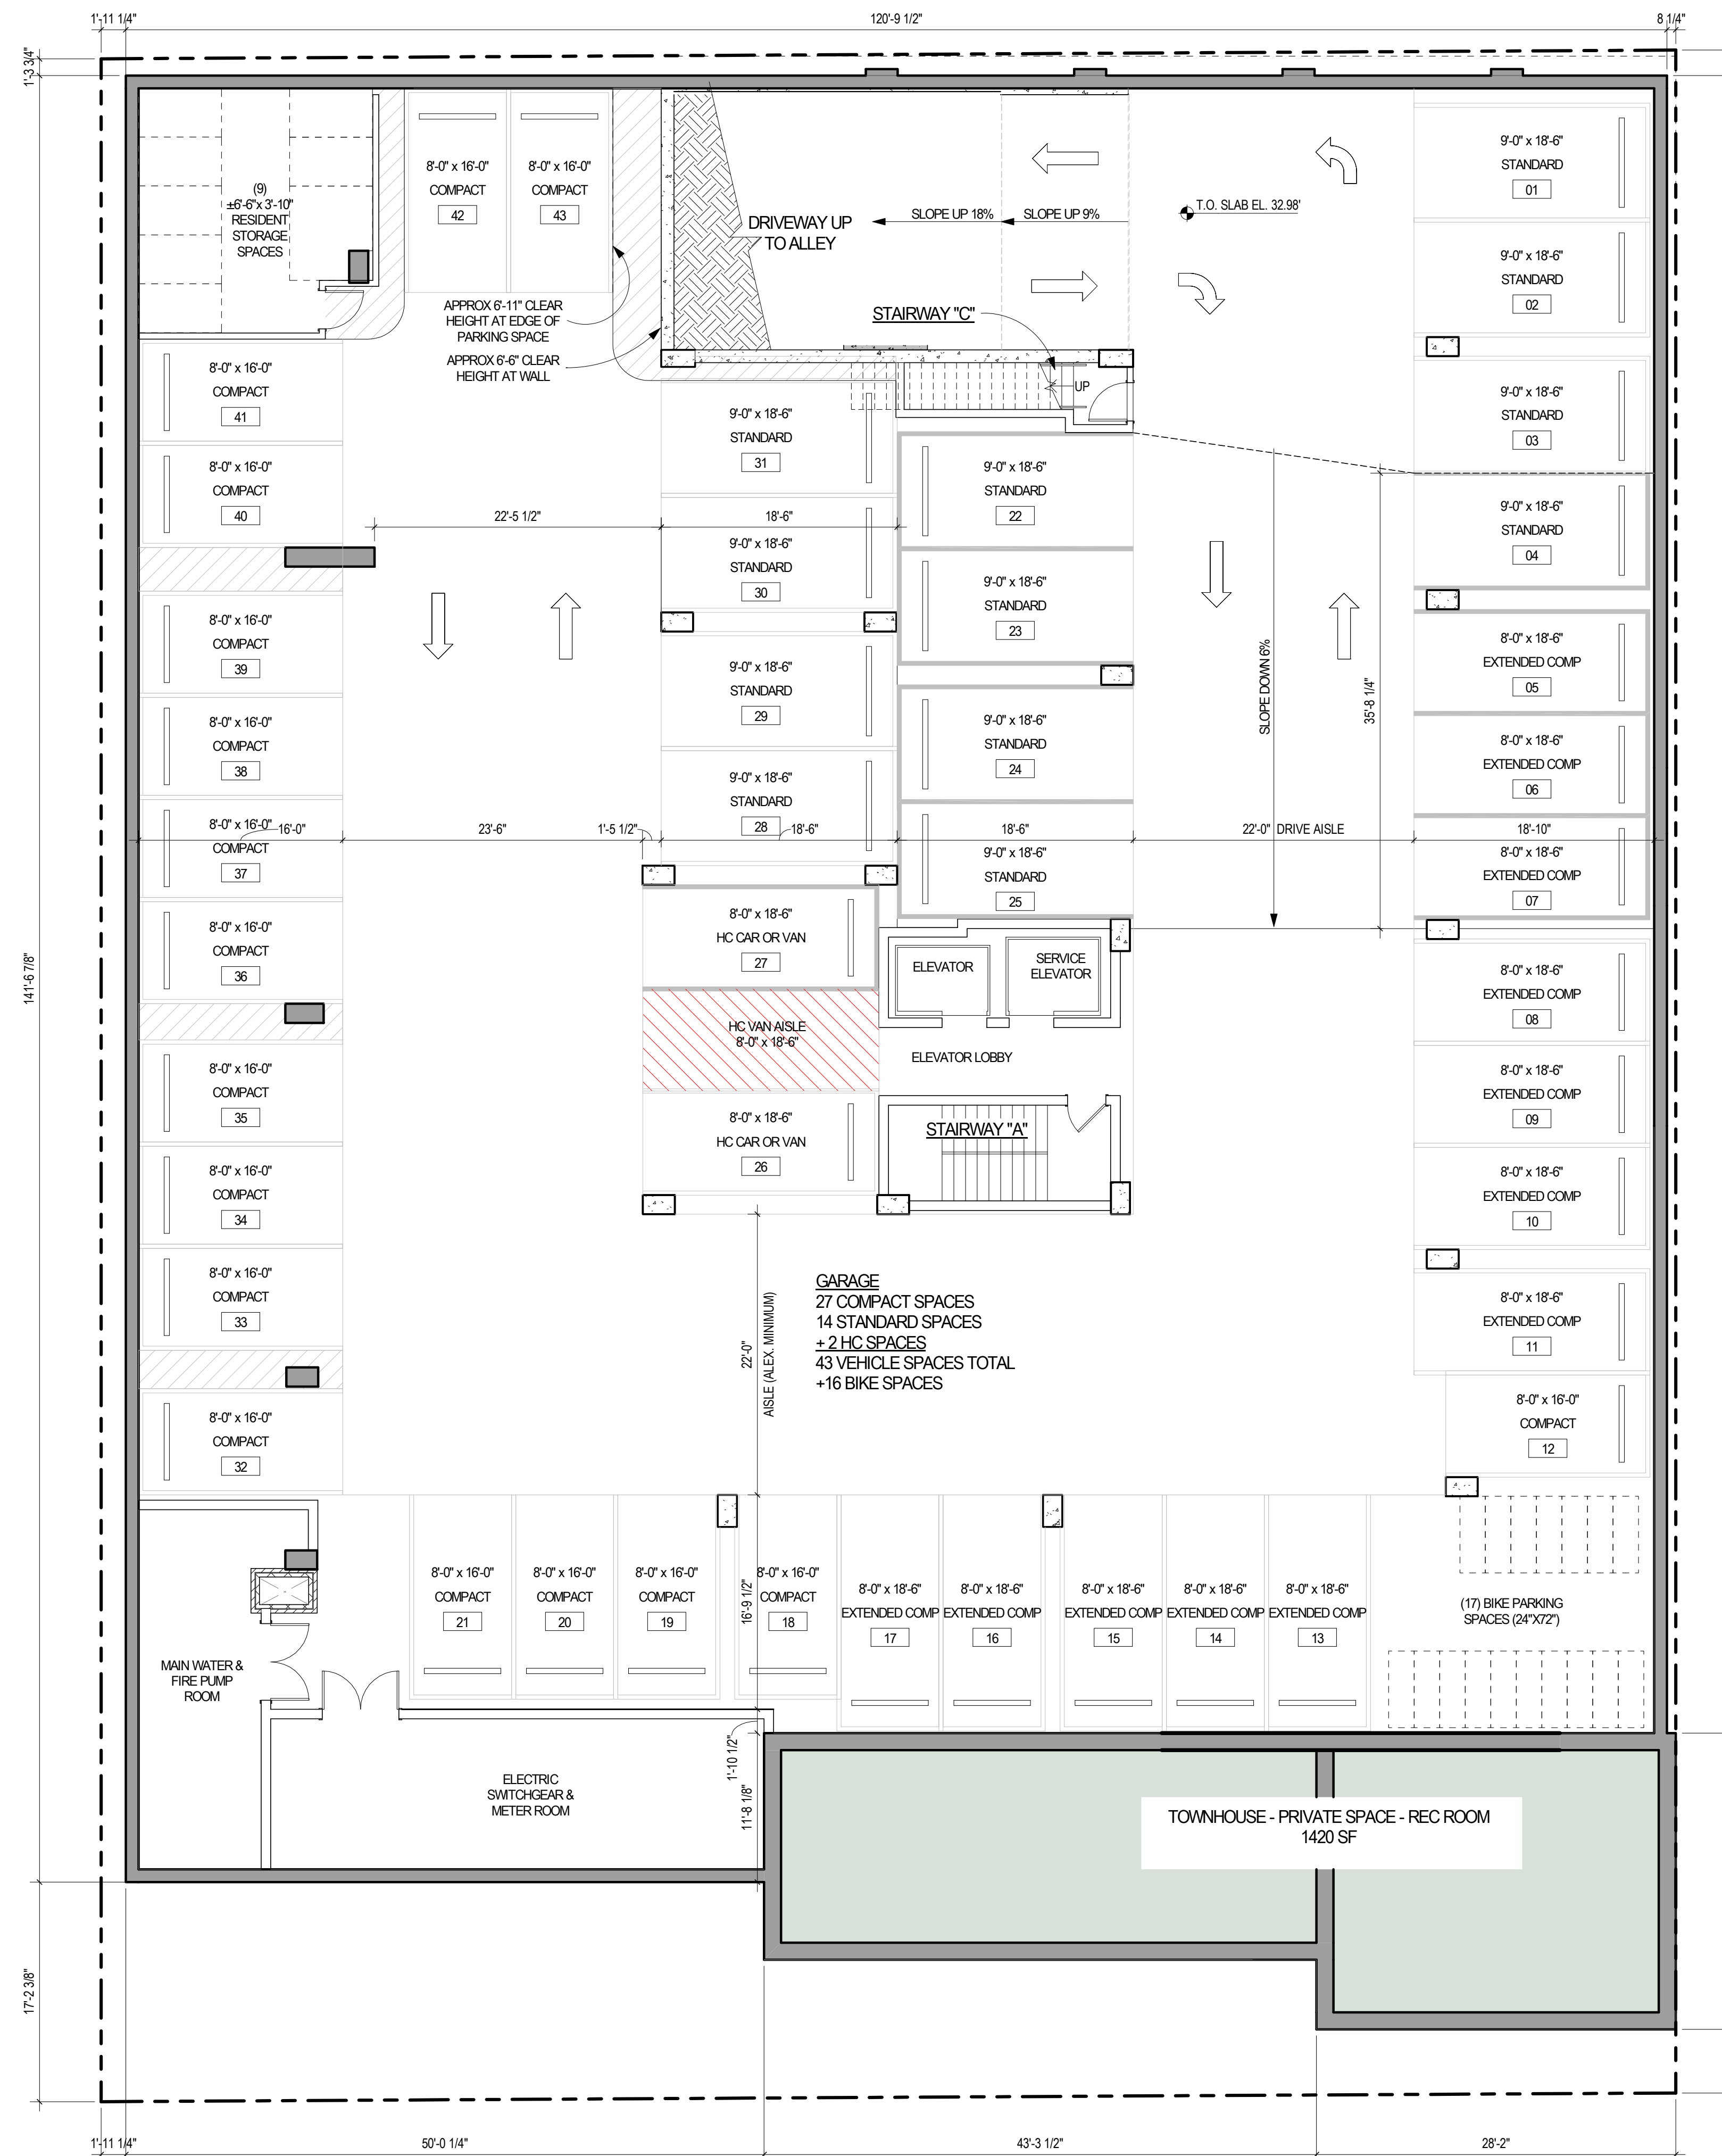 1'-11 1/4"
120'-9 1/2"
8 1/4"
1'-3 3/4"
141'-6 7/8"
17'-2 3/8"
(9)
±6'-6"x 3'-10"
RESIDENT
STORAGE
SPACES
8'-0" x 16'-0"
COMPACT
42
8'-0" x 16'-0"
COMPACT
43
DRIVEWAY UP
TO ALLEY
SLOPE UP 18%
SLOPE UP 9%
T.O. SLAB EL. 32.98'
APPROX 6'-11" CLEAR
HEIGHT AT EDGE OF
PARKING SPACE
APPROX 6'-6" CLEAR
HEIGHT AT WALL
STAIRWAY "C"
UP
9'-0" x 18'-6"
STANDARD
01
9'-0" x 18'-6"
STANDARD
02
9'-0" x 18'-6"
STANDARD
03
9'-0" x 18'-6"
STANDARD
04
8'-0" x 18'-6"
EXTENDED COMP
05
8'-0" x 18'-6"
EXTENDED COMP
06
8'-0" x 18'-6"
EXTENDED COMP
07
8'-0" x 18'-6"
EXTENDED COMP
08
8'-0" x 18'-6"
EXTENDED COMP
09
8'-0" x 18'-6"
EXTENDED COMP
10
8'-0" x 18'-6"
EXTENDED COMP
11
8'-0" x 16'-0"
COMPACT
12
8'-0" x 16'-0"
COMPACT
41
8'-0" x 16'-0"
COMPACT
40
8'-0" x 16'-0"
COMPACT
39
8'-0" x 16'-0"
COMPACT
38
8'-0" x 16'-0"
COMPACT
37
8'-0" x 16'-0"
COMPACT
36
8'-0" x 16'-0"
COMPACT
35
8'-0" x 16'-0"
COMPACT
34
8'-0" x 16'-0"
COMPACT
33
8'-0" x 16'-0"
COMPACT
32
22'-5 1/2"
18'-6"
9'-0" x 18'-6"
STANDARD
31
9'-0" x 18'-6"
STANDARD
30
9'-0" x 18'-6"
STANDARD
29
9'-0" x 18'-6"
STANDARD
28
9'-0" x 18'-6"
STANDARD
22
9'-0" x 18'-6"
STANDARD
23
9'-0" x 18'-6"
STANDARD
24
9'-0" x 18'-6"
STANDARD
25
SLOPE DOWN 6%
35'-8 1/4"
16'-0"
23'-6"
1'-5 1/2"
18'-6"
18'-6"
22'-0" DRIVE AISLE
18'-10"
8'-0" x 18'-6"
HC CAR OR VAN
27
HC VAN AISLE
8'-0" x 18'-6"
8'-0" x 18'-6"
HC CAR OR VAN
26
ELEVATOR
SERVICE
ELEVATOR
ELEVATOR LOBBY
STAIRWAY "A"
22'-0"
AISLE (ALEX. MINIMUM)
GARAGE
27 COMPACT SPACES
14 STANDARD SPACES
+ 2 HC SPACES
43 VEHICLE SPACES TOTAL
+16 BIKE SPACES
8'-0" x 16'-0"
COMPACT
21
8'-0" x 16'-0"
COMPACT
20
8'-0" x 16'-0"
COMPACT
19
16'-9 1/2"
8'-0" x 16'-0"
COMPACT
18
8'-0" x 18'-6"
EXTENDED COMP
17
8'-0" x 18'-6"
EXTENDED COMP
16
8'-0" x 18'-6"
EXTENDED COMP
15
8'-0" x 18'-6"
EXTENDED COMP
14
8'-0" x 18'-6"
EXTENDED COMP
13
(17) BIKE PARKING
SPACES (24"X72")
MAIN WATER &
FIRE PUMP
ROOM
ELECTRIC
SWITCHGEAR &
METER ROOM
1'-10 1/2"
11'-8 1/8"
TOWNHOUSE - PRIVATE SPACE - REC ROOM
1420 SF
1'-11 1/4"
50'-0 1/4"
43'-3 1/2"
28'-2"